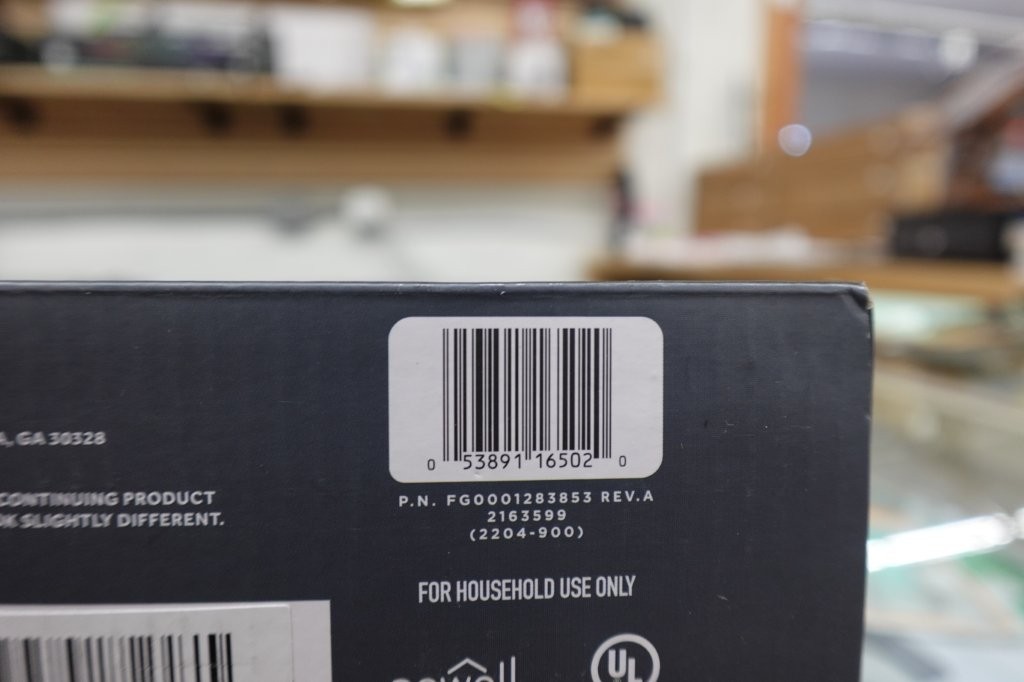 0 53891 16502 0
P.N. FG0001283853 REV.A
2163599
(2204-900)
GA 30328
CONTINUING PRODUCT
SLIGHTLY DIFFERENT.
FOR HOUSEHOLD USE ONLY
UL